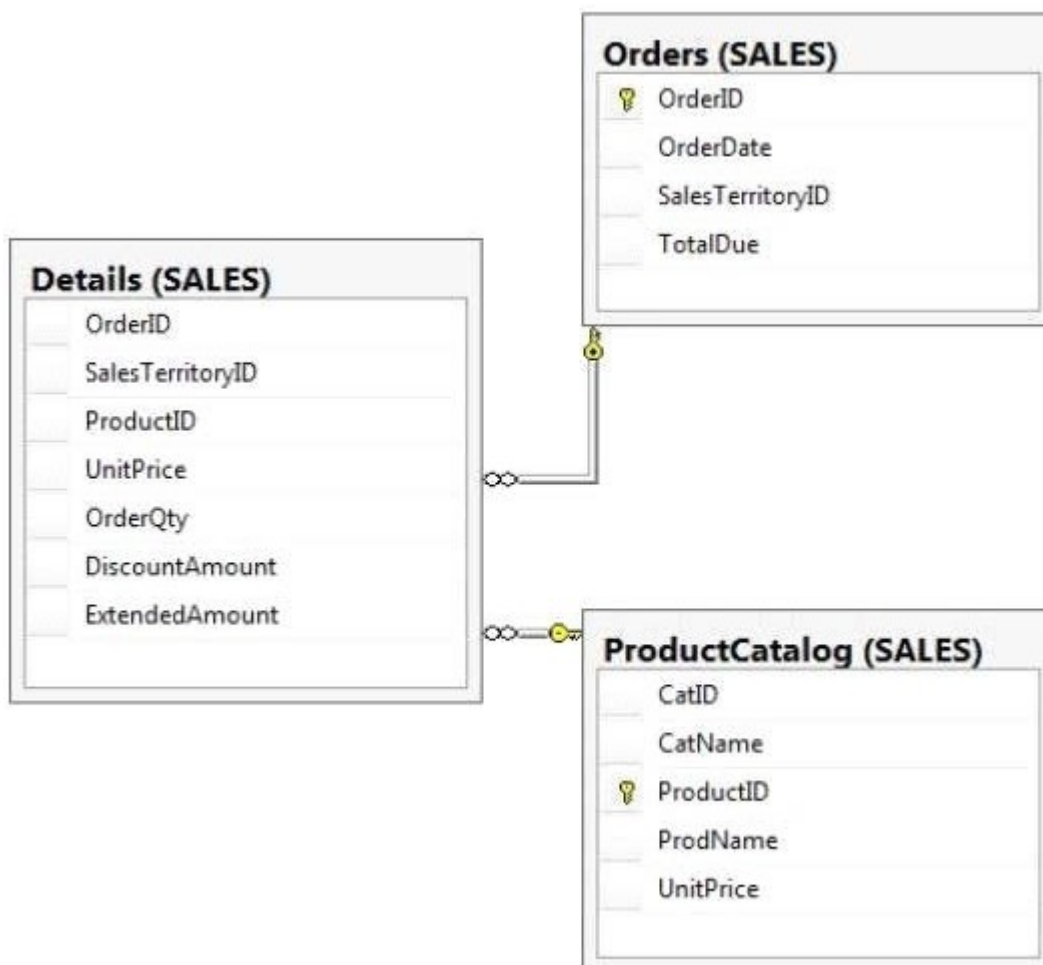 Orders (SALES)
OrderID
OrderDate
SalesTerritoryID
TotalDue
Details (SALES)
OrderID
SalesTerritoryID
ProductID
UnitPrice
OrderQty
DiscountAmount
ExtendedAmount
ProductCatalog (SALES)
CatID
CatName
ProductID
ProdName
UnitPrice